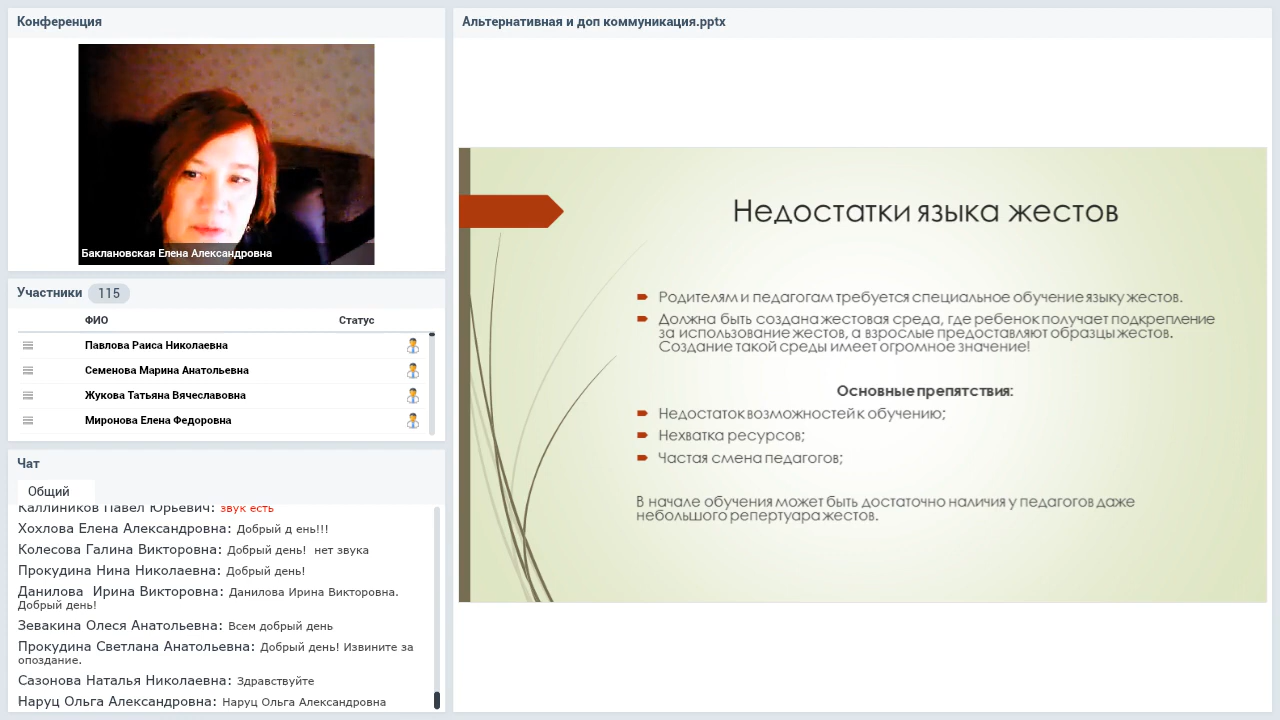 Конференция
Баклановская Елена Александровна
Участники 115
ФИО Статус
Павлова Раиса Николаевна
Семенова Марина Анатольевна
Жукова Татьяна Вячеславовна
Миронова Елена Федоровна
Чат
Общий
Каллиников Павел Юрьевич: звук есть
Хохлова Елена Александровна: Добрый д ень!!!
Колесова Галина Викторовна: Добрый день! нет звука
Прокудина Нина Николаевна: Добрый день!
Данилова Ирина Викторовна: Данилова Ирина Викторовна.
Добрый день!
Зевакина Олеся Анатольевна: Всем добрый день
Прокудина Светлана Анатольевна: Добрый день! Извините за
опоздание.
Сазонова Наталья Николаевна: Здравствуйте
Наруц Ольга Александровна: Наруц Ольга Александровна
Альтернативная и доп коммуникация.pptx
Недостатки языка жестов
Родителям и педагогам требуется специальное обучение языку жестов.
Должна быть создана жестовая среда, где ребенок получает подкрепление
за использование жестов, а взрослые предоставляют образцы жестов.
Создание такой среды имеет огромное значение!
Основные препятствия:
Недостаток возможностей к обучению;
Нехватка ресурсов;
Частая смена педагогов;
В начале обучения может быть достаточно наличия у педагогов даже
небольшого репертуара жестов.